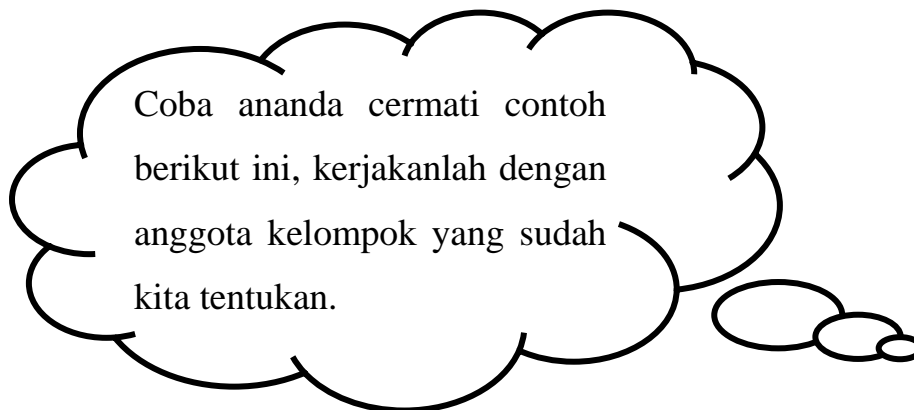 Coba ananda cermati contoh
berikut ini, kerjakanlah dengan
anggota kelompok yang sudah
kita tentukan.